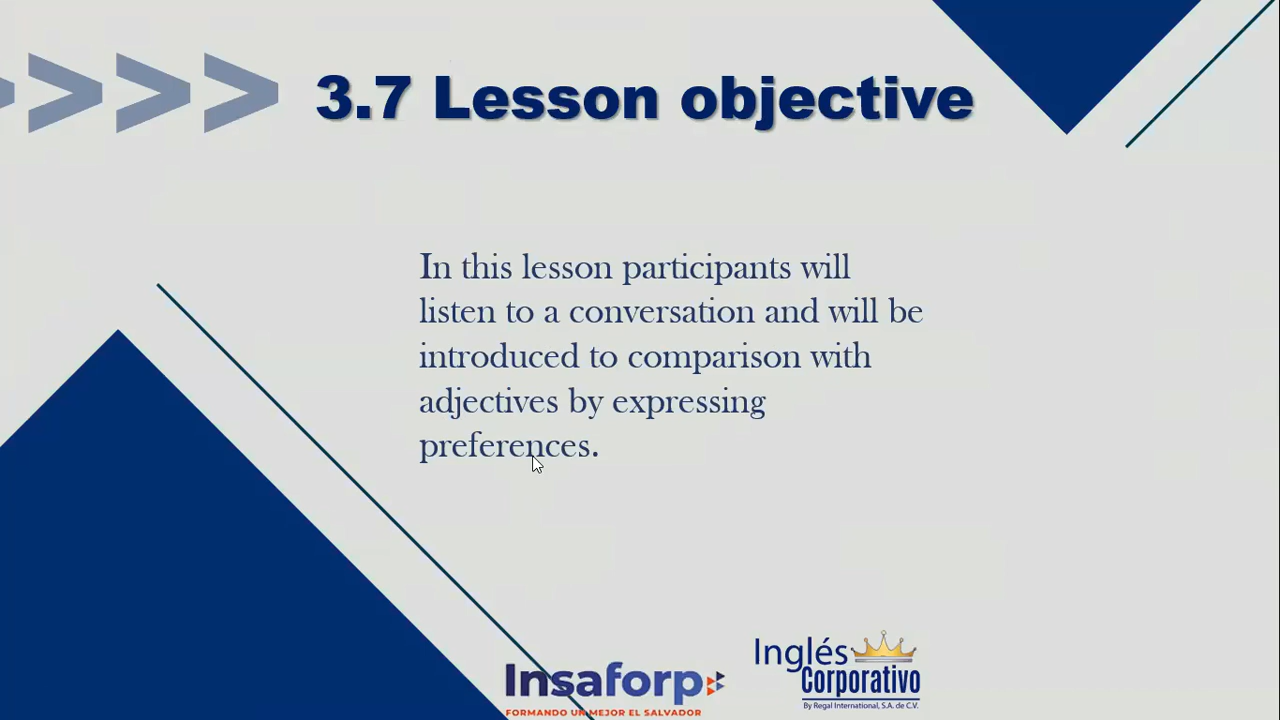 3.7 Lesson objective
In this lesson participants will
listen to a conversation and will be
introduced to comparison with
adjectives by expressing
preferences.
Insaforp
FORMANDO UN MEJOR EL SALVADOR
Inglés
Corporativo
By Regal International, S.A. de C.V.